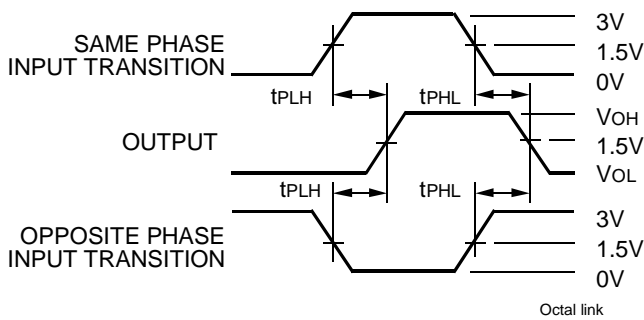 SAME PHASE
INPUT TRANSITION
3V
1.5V
0V
tPLH
tPHL
OUTPUT
VOH
1.5V
VOL
tPLH
tPHL
OPPOSITE PHASE
INPUT TRANSITION
3V
1.5V
0V
Octal link